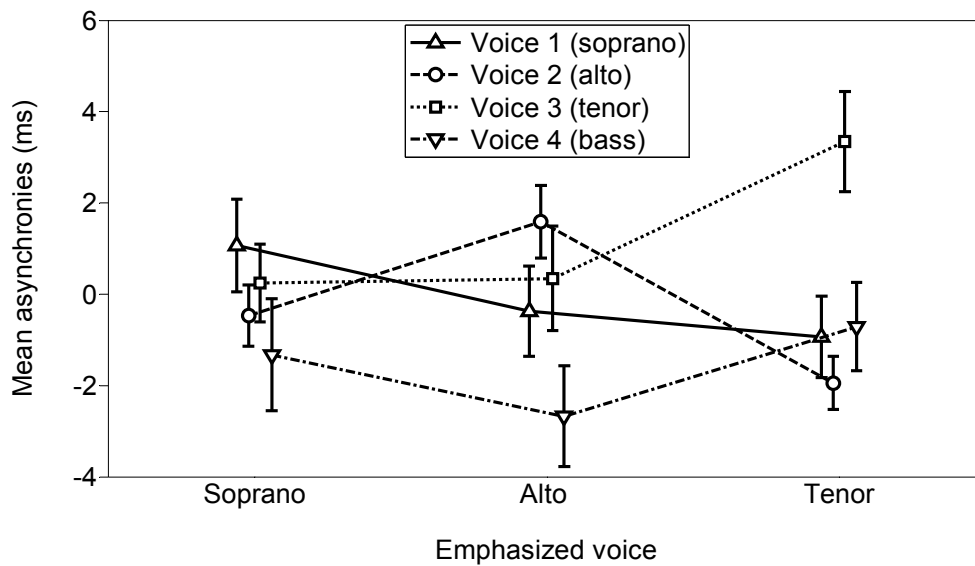 6
4
2
0
-2
-4
Mean asynchronies (ms)
Voice 1 (soprano)
Voice 2 (alto)
Voice 3 (tenor)
Voice 4 (bass)
Soprano
Alto
Tenor
Emphasized voice